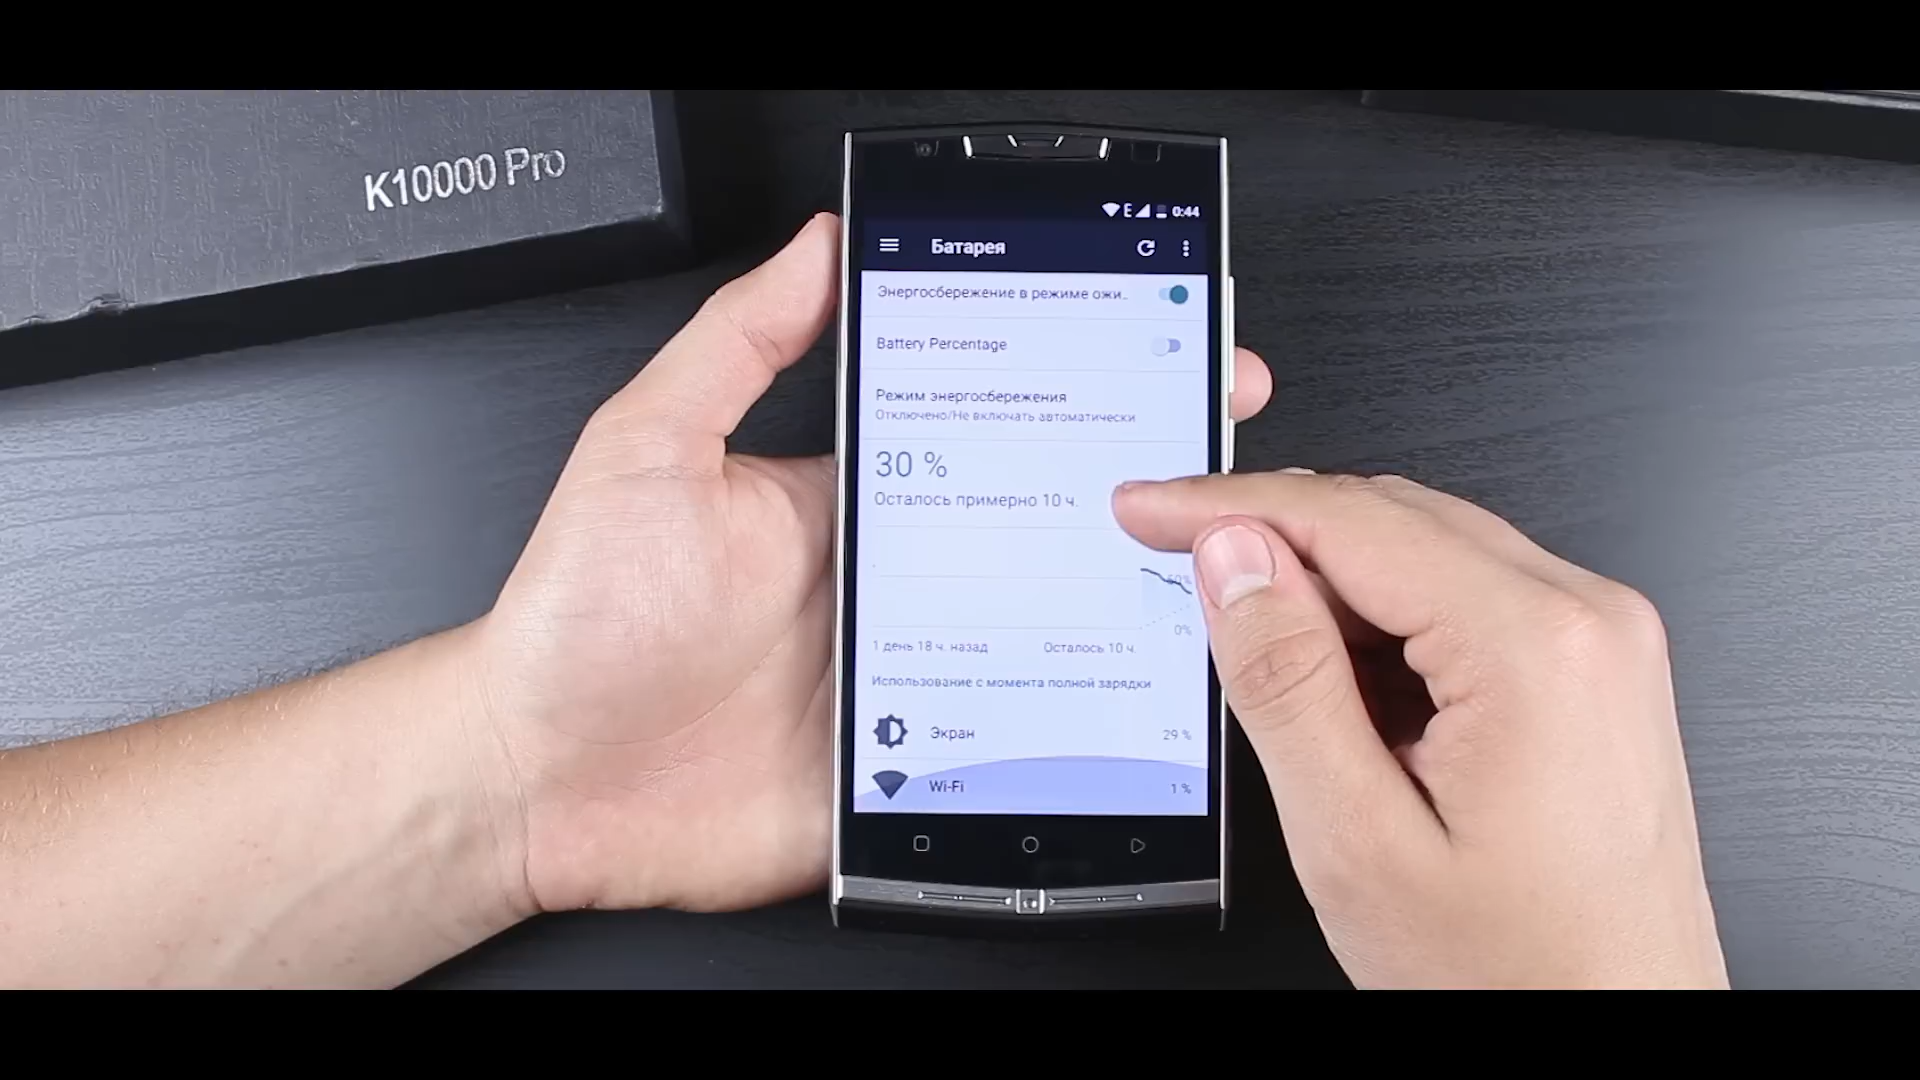 K10000 Pro
E 0:44
Батарея
Энергосбережение в режиме ожи..
Battery Percentage
Режим энергосбережения
Отключено/Не включать автоматически
30 %
Осталось примерно 10 ч.
50%
0%
1 день 18 ч. назад Осталось 10 ч.
Использование с момента полной зарядки
Экран 29 %
Wi-Fi 1 %